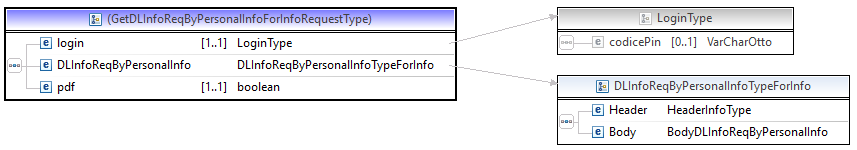 (GetDLInfoReqByPersonalInfoForInfoRequestType)
login [1..1] LoginType
DLInfoReqByPersonalInfo DLInfoReqByPersonalInfoTypeForInfo
pdf [1..1] boolean
LoginType
codicePin [0..1] VarCharOtto
DLInfoReqByPersonalInfoTypeForInfo
Header HeaderInfoType
Body BodyDLInfoReqByPersonalInfo